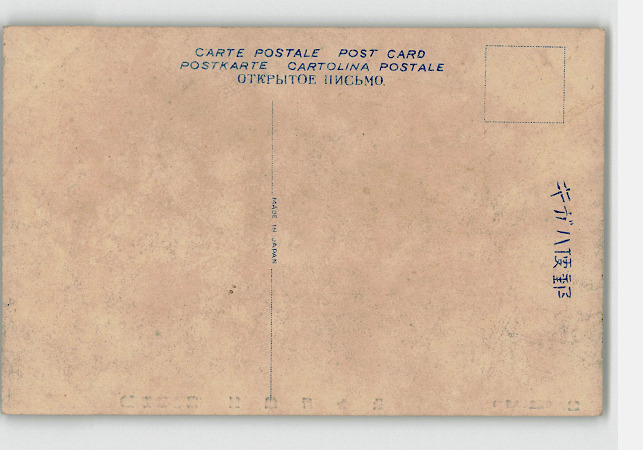 CARTE POSTALE POST CARD
POSTKARTE CARTOLINA POSTALE
ОТКРЫТОЕ ПИСЬМО.
郵便ハガキ
MADE IN JAPAN